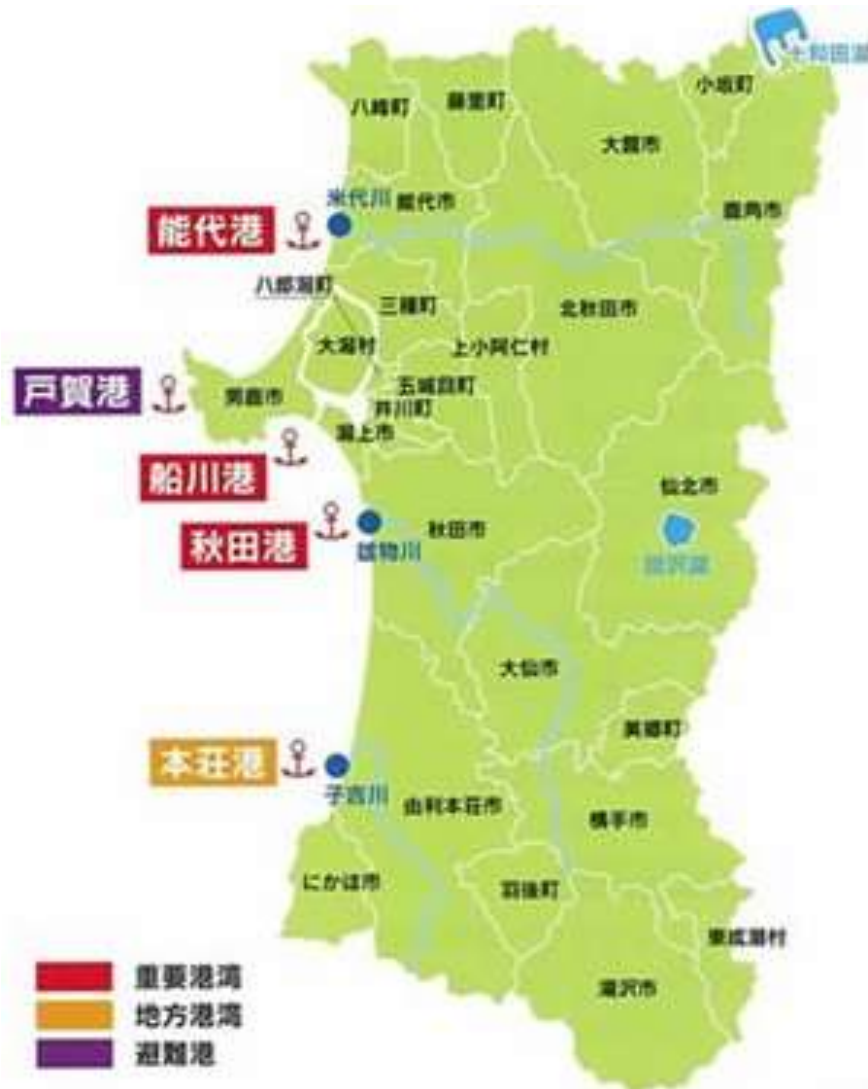 十和田湖
小坂町
八峰町
藤里町
大館市
米代川
能代市
鹿角市
能代港
八郎潟町
三種町
北秋田市
大潟村
上小阿仁村
戸賀港
男鹿市
五城目町
井川町
潟上市
船川港
仙北市
秋田港
秋田市
雄物川
田沢湖
大仙市
美郷町
本荘港
子吉川
由利本荘市
横手市
にかほ市
羽後町
東成瀬村
湯沢市
重要港湾
地方港湾
避難港